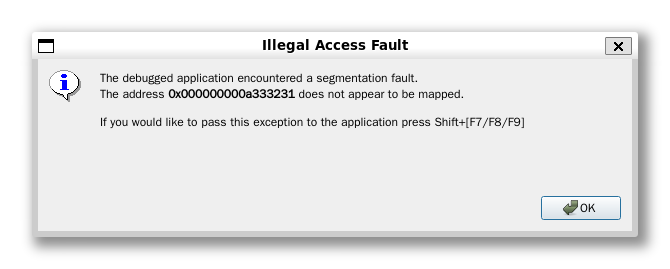 Illegal Access Fault
The debugged application encountered a segmentation fault.
The address 0x000000000a333231 does not appear to be mapped.
If you would like to pass this exception to the application press Shift+[F7/F8/F9]
OK